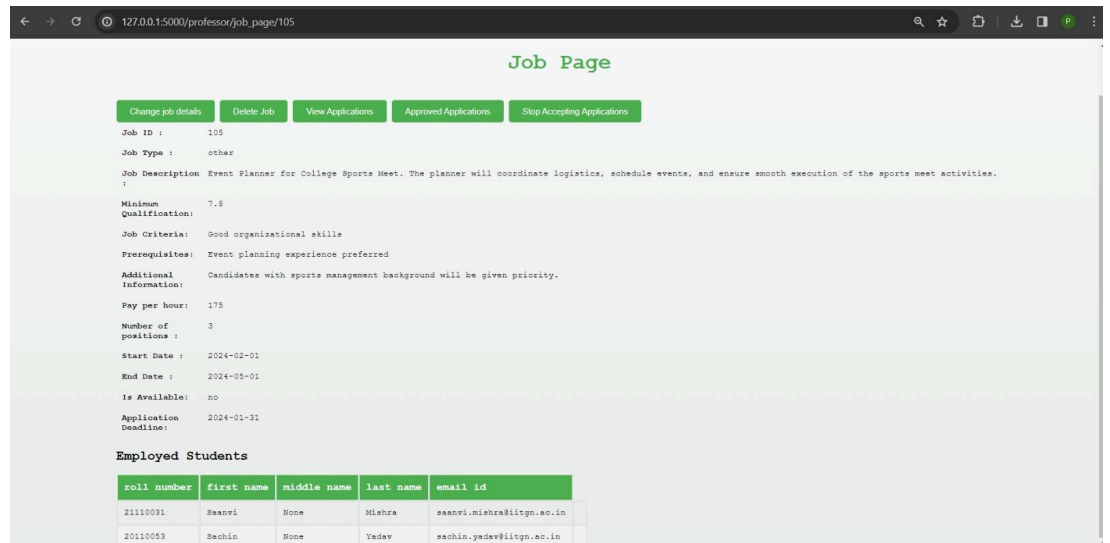 127.0.0.1:5000/professor/job_page/105
P
Job Page
Change job details Delete Job View Applications Approved Applications Stop Accepting Applications
Job ID : 105
Job Type : other
Job Description Event Planner for College Sports Meet. The planner will coordinate logistics, schedule events, and ensure smooth execution of the sports meet activities.
:
Minimum 7.8
Qualification:
Job Criteria: Good organizational skills
Prerequisites: Event planning experience preferred
Additional Candidates with sports management background will be given priority.
Information:
Pay per hour: 175
Number of 3
positions :
Start Date : 2024-02-01
End Date : 2024-05-01
Is Available: no
Application 2024-01-31
Deadline:
Employed Students
roll number first name middle name last name email id
21110031 Saanvi None Mishra saanvi.mishra@iitgn.ac.in
20110053 Sachin None Yadav sachin.yadav@iitgn.ac.in